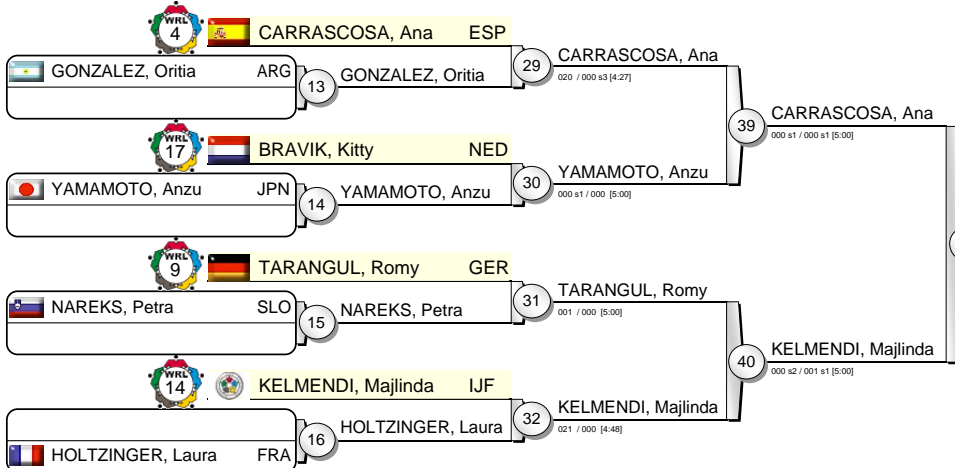 WRL
4
CARRASCOSA, Ana ESP
GONZALEZ, Oritia ARG
13
GONZALEZ, Oritia
29
CARRASCOSA, Ana
020 / 000 s3 [4:27]
39
CARRASCOSA, Ana
000 s1 / 000 s1 [5:00]
WRL
17
BRAVIK, Kitty NED
YAMAMOTO, Anzu JPN
14
YAMAMOTO, Anzu
30
YAMAMOTO, Anzu
000 s1 / 000 [5:00]
WRL
9
TARANGUL, Romy GER
NAREKS, Petra SLO
15
NAREKS, Petra
31
TARANGUL, Romy
001 / 000 [5:00]
40
KELMENDI, Majlinda
000 s2 / 001 s1 [5:00]
WRL
14
KELMENDI, Majlinda IJF
HOLTZINGER, Laura FRA
16
HOLTZINGER, Laura
32
KELMENDI, Majlinda
021 / 000 [4:48]